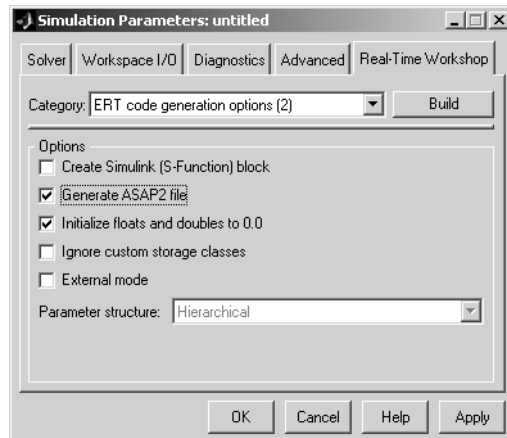 Simulation Parameters: untitled
Solver Workspace I/O Diagnostics Advanced Real-Time Workshop
Category: ERT code generation options (2) Build
Options
Create Simulink (S-Function) block
Generate ASAP2 file
Initialize floats and doubles to 0.0
Ignore custom storage classes
External mode
Parameter structure: Hierarchical
OK Cancel Help Apply